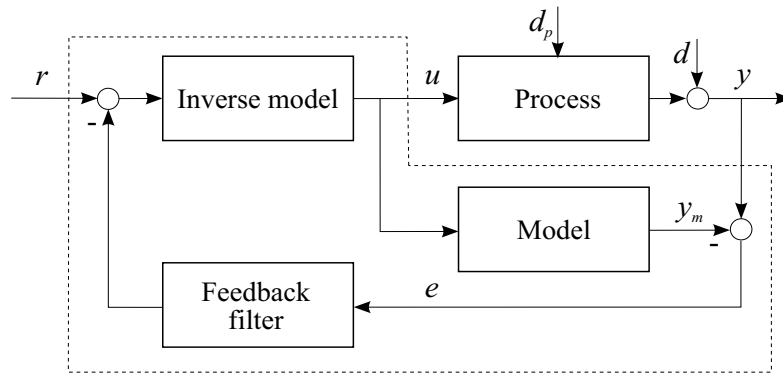 d_p
r
-
Inverse model
u
Process
d
y
Model
y_m
-
Feedback
filter
e